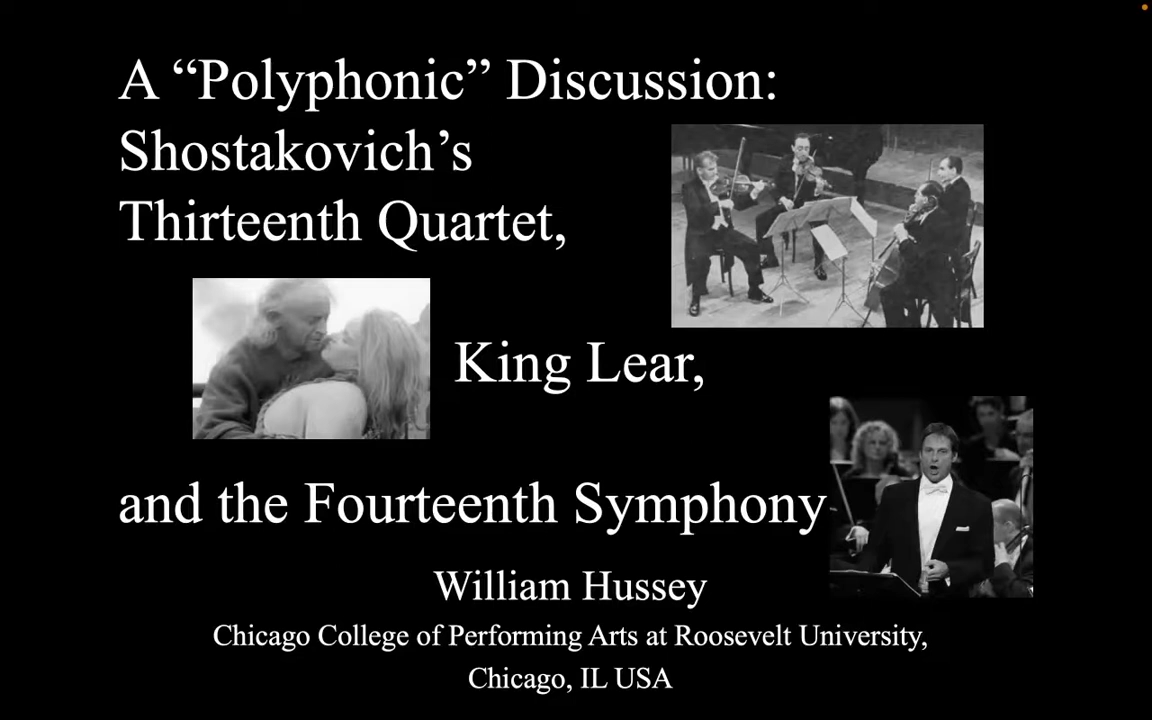 A “Polyphonic” Discussion:
Shostakovich’s
Thirteenth Quartet,
King Lear,
and the Fourteenth Symphony
William Hussey
Chicago College of Performing Arts at Roosevelt University,
Chicago, IL USA